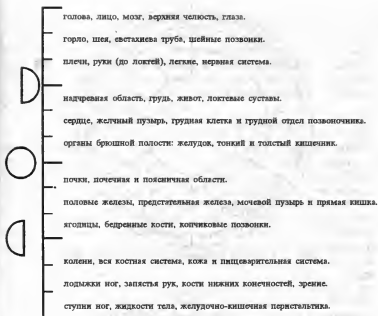 голова, лицо, мозг, верхняя челюсть, глаза.
горло, шея, евстахиева труба, шейные позвонки.
плечи, руки (до локтей), легкие, нервная система.
надчревная область, грудь, живот, локтевые суставы.
сердце, желчный пузырь, грудная клетка и грудной отдел позвоночника.
органы брюшной полости: желудок, тонкий и толстый кишечник.
почки, почечная и поясничная области.
половые железы, предстательная железа, мочевой пузырь и прямая кишка.
ягодицы, бедренные кости, копчиковые позвонки.
колени, вся костная система, кожа и пищеварительная система.
лодыжки ног, запястья рук, кости нижних конечностей, зрение.
ступни ног, жидкости тела, желудочно-кишечная перистальтика.